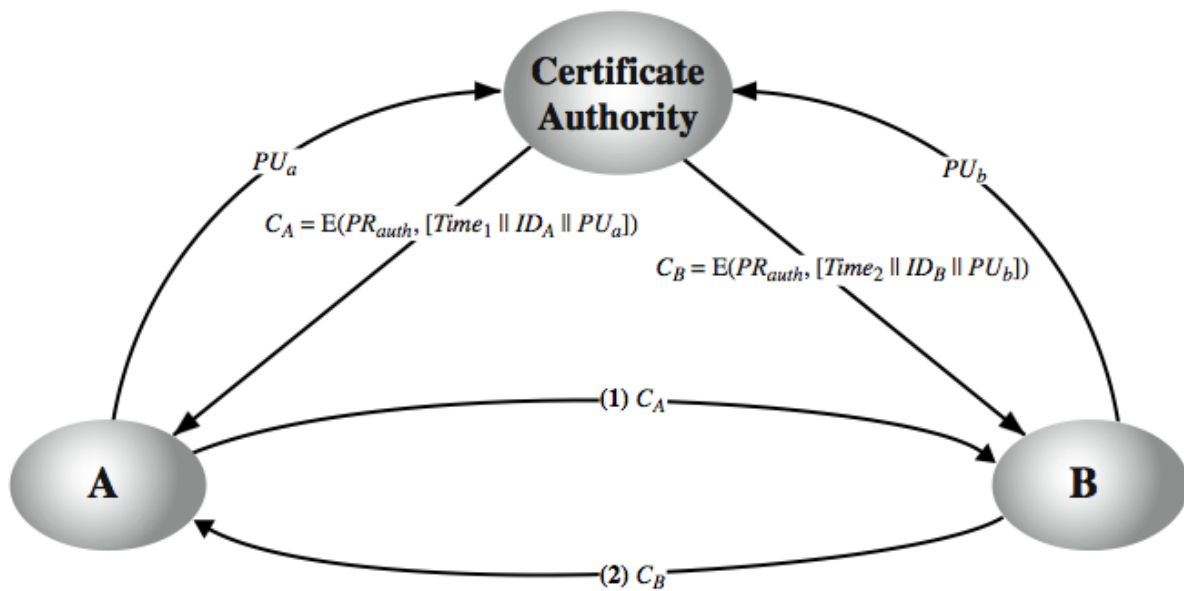 Certificate
Authority
PUa
PUb
CA = E(PRauth, [Time1 || IDA || PUa])
CB = E(PRauth, [Time2 || IDB || PUb])
(1) CA
A
B
(2) CB